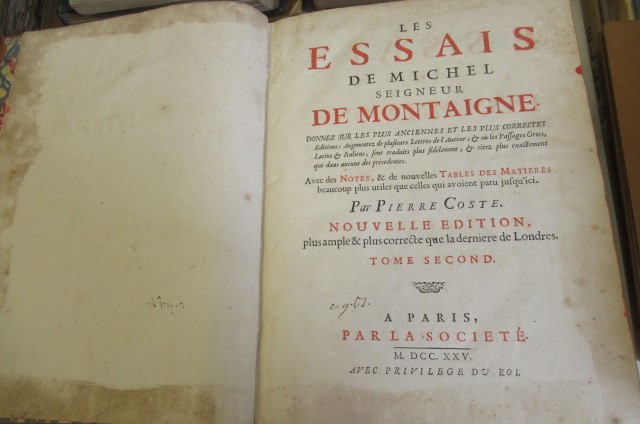 LES
ESSAIS
DE MICHEL
SEIGNEUR
DE MONTAIGNE.
DONNEZ SUR LES PLUS ANCIENNES ET LES PLUS CORRECTES
Editions: Augmentez de plusieurs Lettres de l'Auteur; & où les Passages Grecs,
Latins & Italiens, sont traduits plus fidelement, & citez plus exactement
que dans aucune des précedentes.
Avec des NOTES, & de nouvelles TABLES DES MATIERES
beaucoup plus utiles que celles qui avoient paru jusqu'ici.
Par PIERRE COSTE.
NOUVELLE EDITION,
plus ample & plus correcte que la derniere de Londres.
TOME SECOND.
A PARIS,
PAR LA SOCIETÉ.
M. DCC. XXV.
AVEC PRIVILEGE DU ROI.